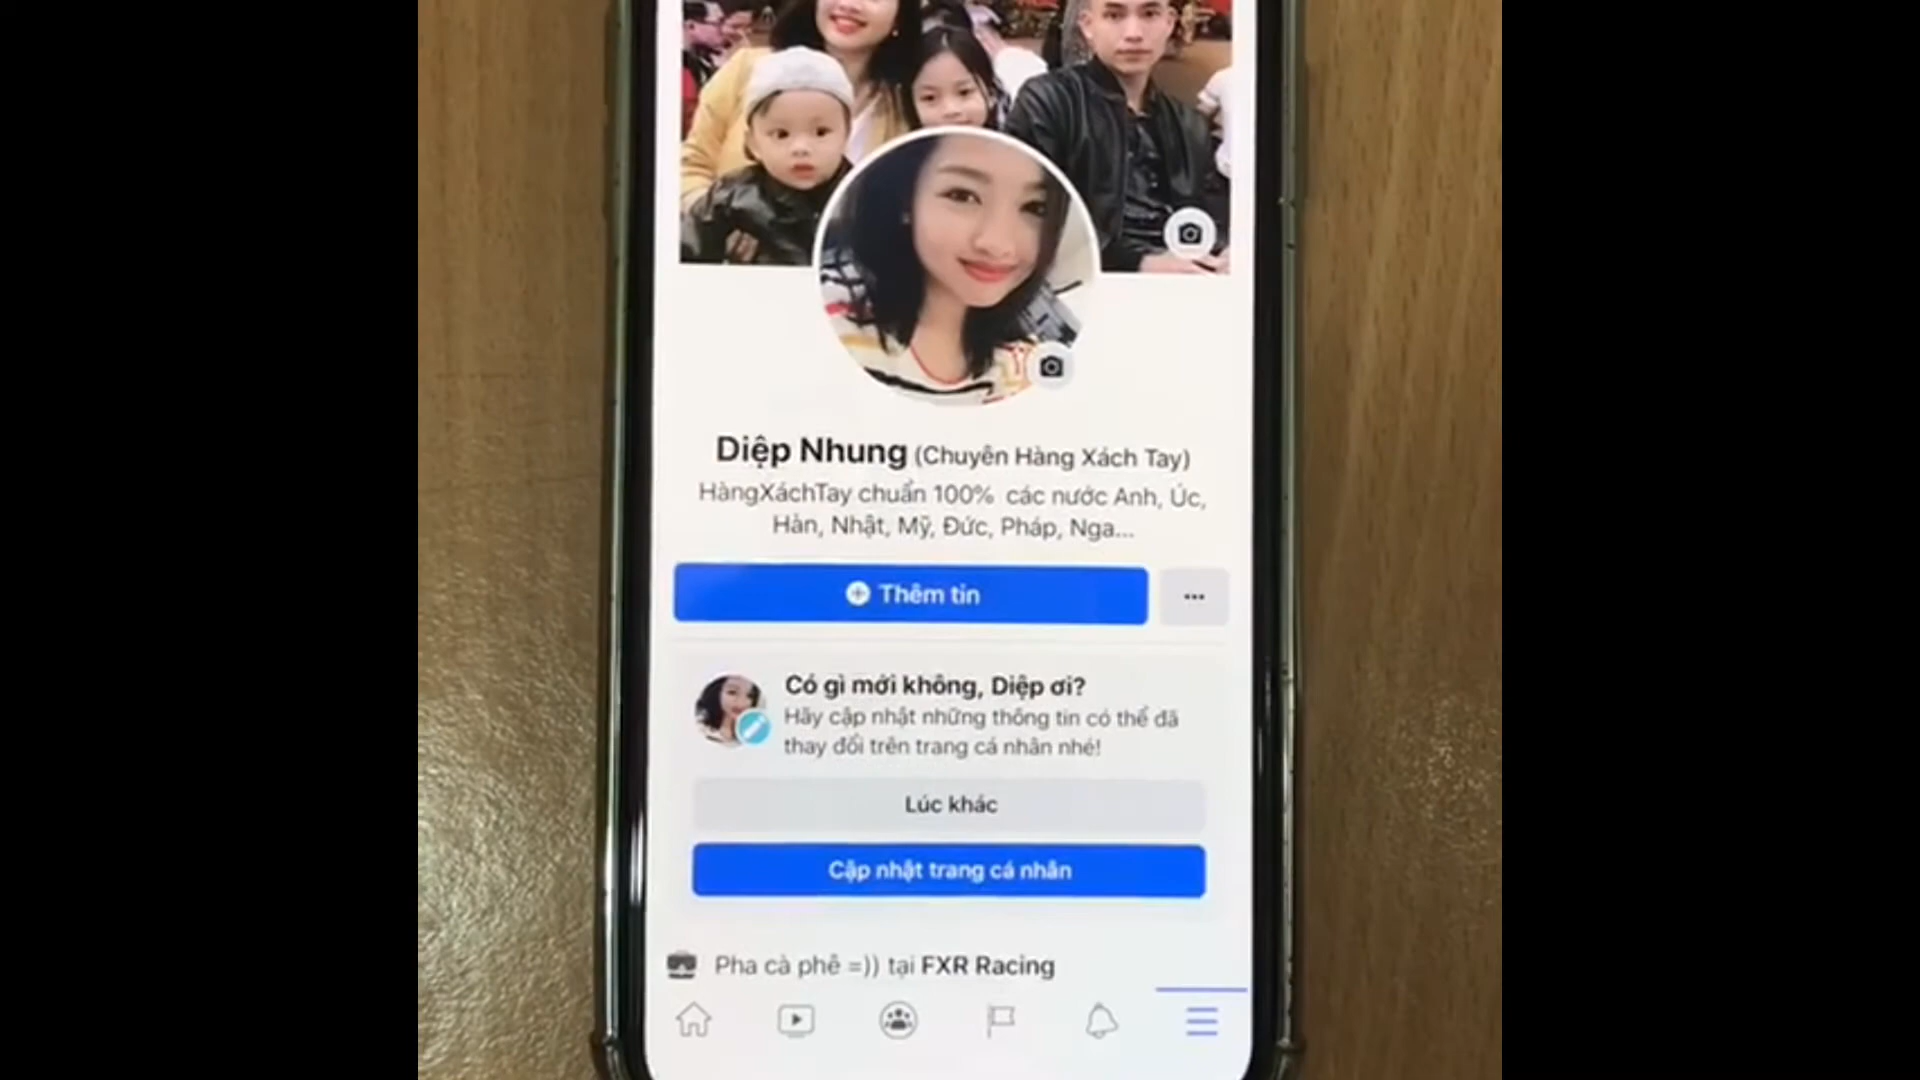 Diệp Nhung (Chuyên Hàng Xách Tay)
HàngXáchTay chuẩn 100% các nước Anh, Úc,
Hàn, Nhật, Mỹ, Đức, Pháp, Nga...
Thêm tin
Có gì mới không, Diệp ơi?
Hãy cập nhật những thông tin có thể đã
thay đổi trên trang cá nhân nhé!
Lúc khác
Cập nhật trang cá nhân
Pha cà phê =)) tại FXR Racing